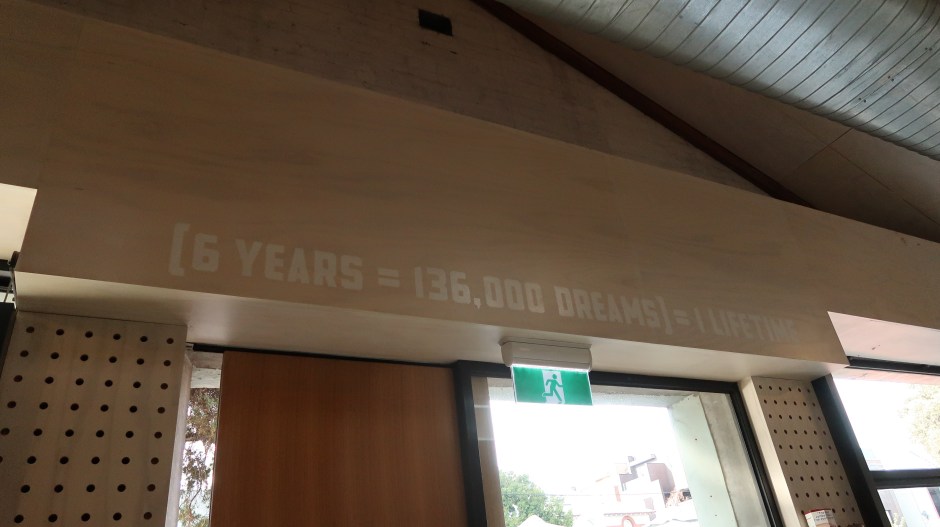 [6 YEARS = 136,000 DREAMS] = 1 LIFETIME